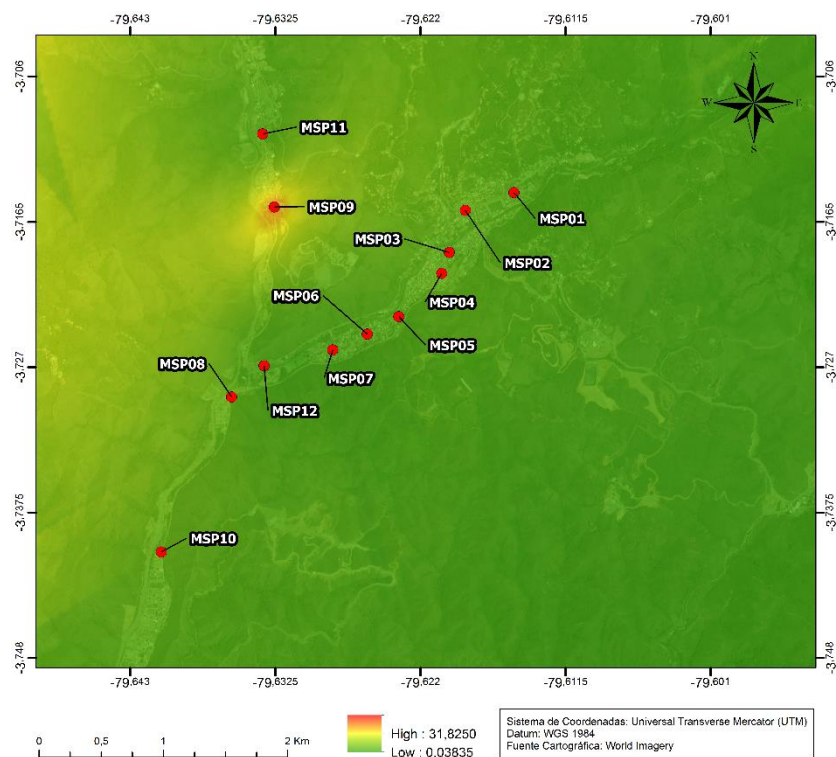 -79.643 -79.6325 -79.622 -79.6115 -79.601
N
W E
S
-3.706 -3.706
MSP11
MSP09
MSP01
-3.7165 -3.7165
MSP03
MSP02
MSP06
MSP04
MSP05
-3.727 -3.727
MSP08
MSP07
MSP12
-3.7375 -3.7375
MSP10
-3.748 -3.748
-79.643 -79.6325 -79.622 -79.6115 -79.601
0 0,5 1 2 Km
High : 31,8250
Low : 0.03835
Sistema de Coordenadas: Universal Transverse Mercator (UTM)
Datum: WGS 1984
Fuente Cartográfica: World Imagery